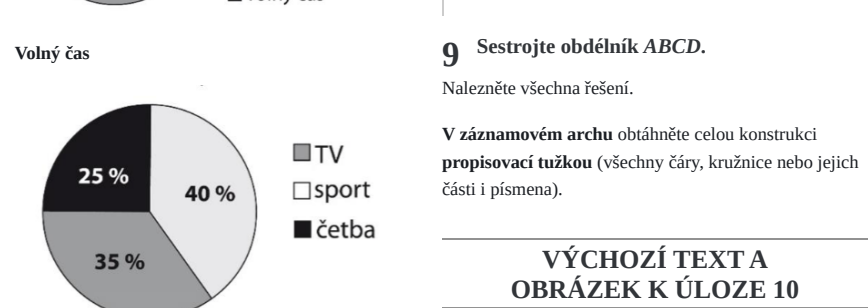 Volný čas
25 %
40 %
35 %
TV
sport
četba
9 Sestrojte obdélník ABCD.
Nalezněte všechna řešení.
V záznamovém archu obtáhněte celou konstrukci
propisovací tužkou (všechny čáry, kružnice nebo jejich
části i písmena).
VÝCHOZÍ TEXT A
OBRÁZEK K ÚLOZE 10